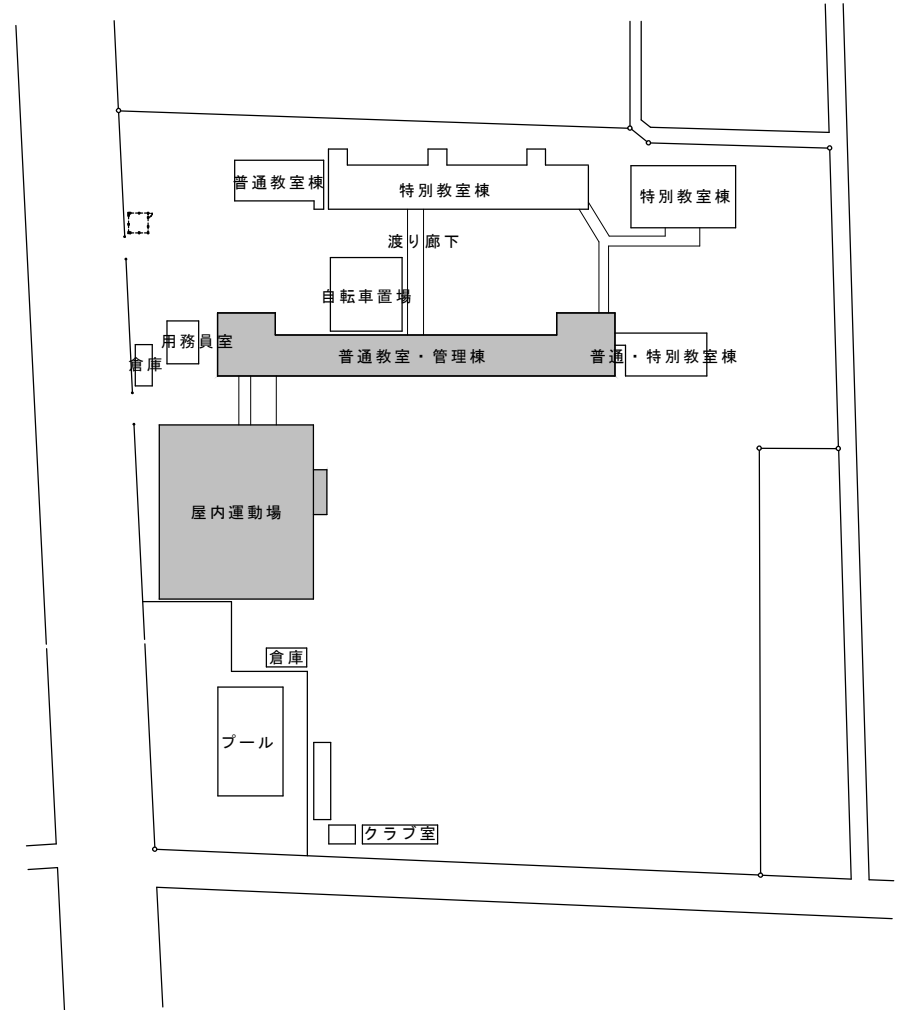 普通教室棟
特別教室棟
特別教室棟
渡り廊下
自転車置場
用務員室
倉庫
普通教室・管理棟
普通・特別教室棟
屋内運動場
倉庫
プール
クラブ室